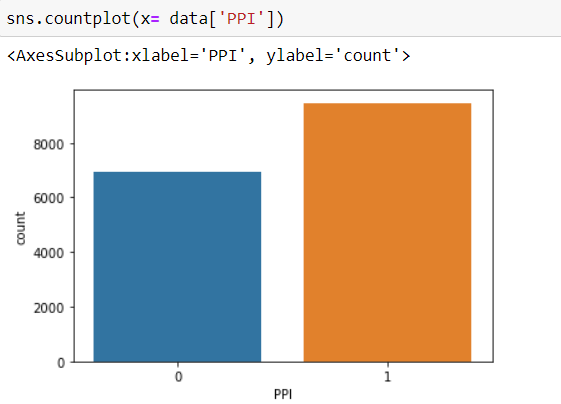 sns.countplot(x= data['PPI'])
<AxesSubplot:xlabel='PPI', ylabel='count'>
8000
6000
4000
2000
0
count
0 1
PPI